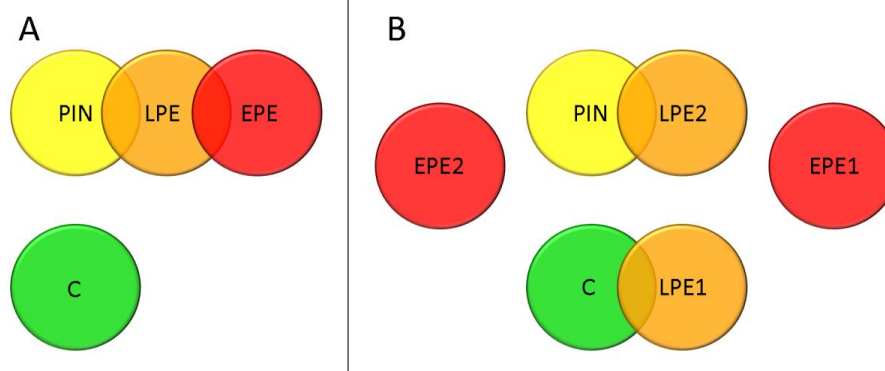 A
PIN LPE EPE
C
B
PIN LPE2
EPE2 EPE1
C LPE1